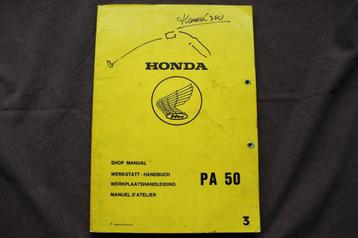 HONDA
SHOP MANUAL
WERKSTATT - HANDBUCH
WERKPLAATSHANDLEIDING
MANUEL D'ATELIER
PA 50
3